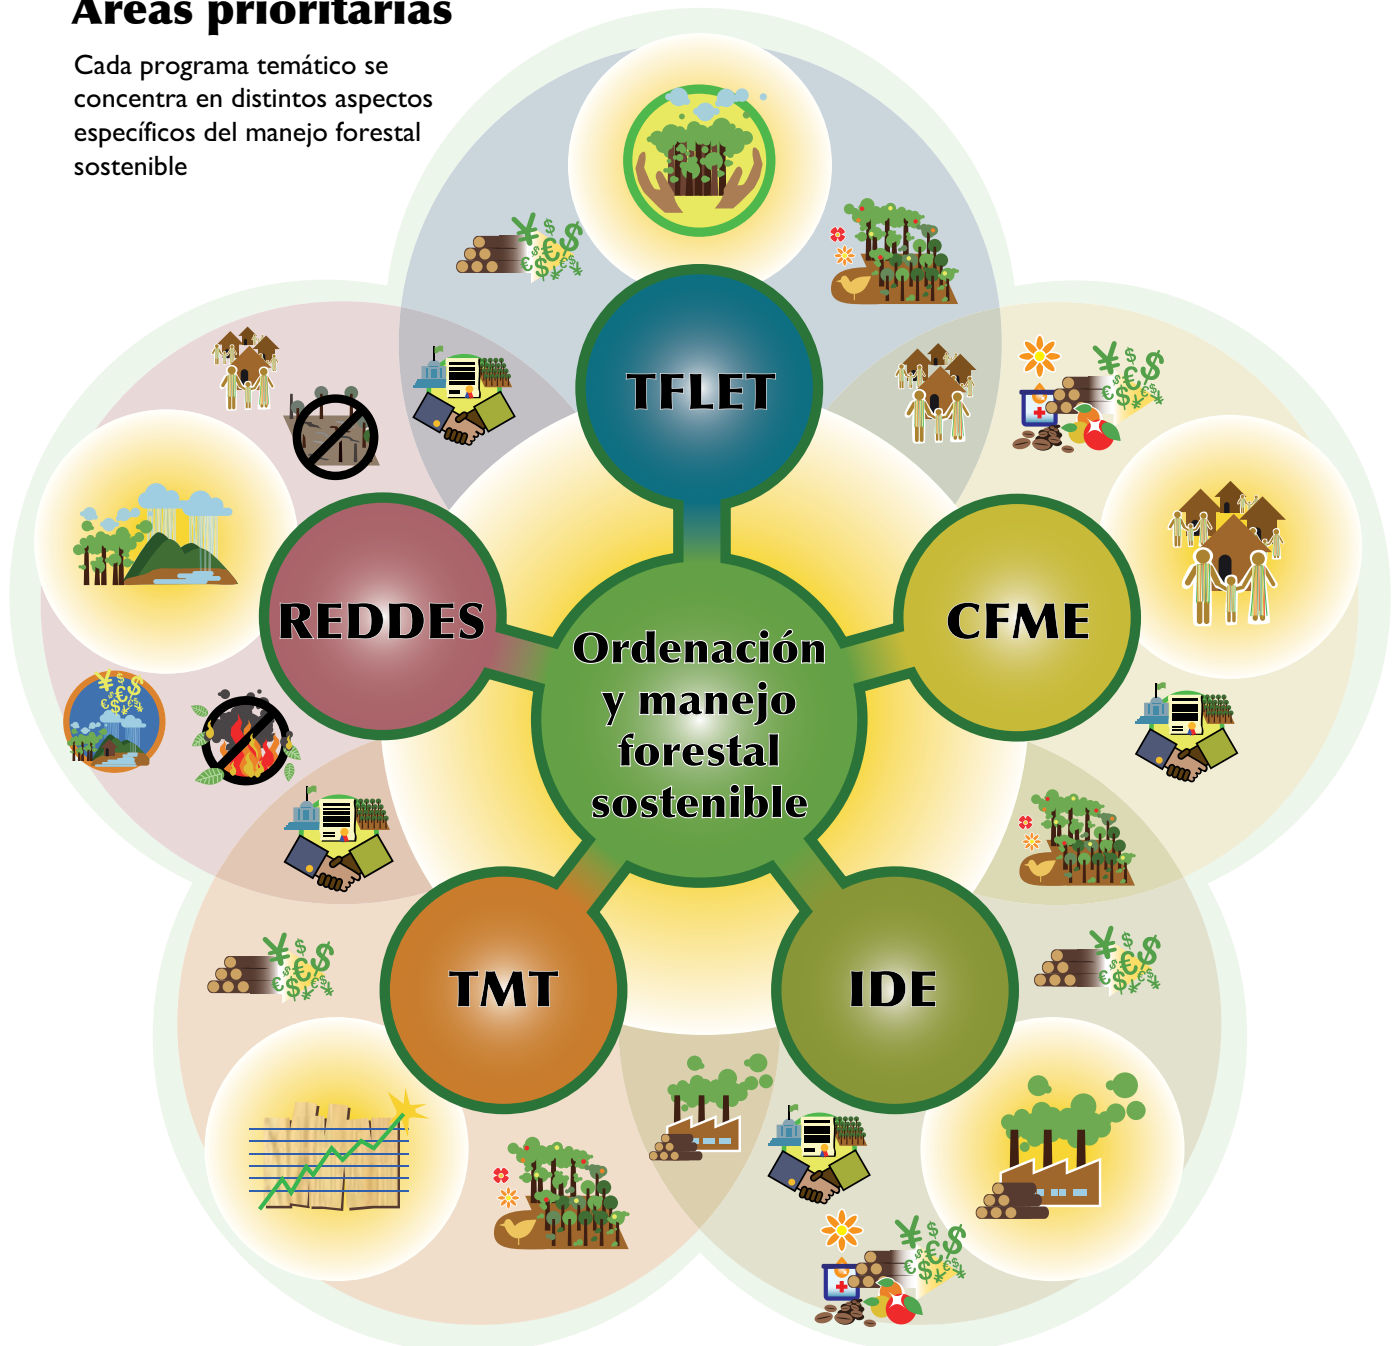 Áreas prioritarias
Cada programa temático se
concentra en distintos aspectos
específicos del manejo forestal
sostenible
TFLET
REDDES
CFME
Ordenación
y manejo
forestal
sostenible
TMT
IDE